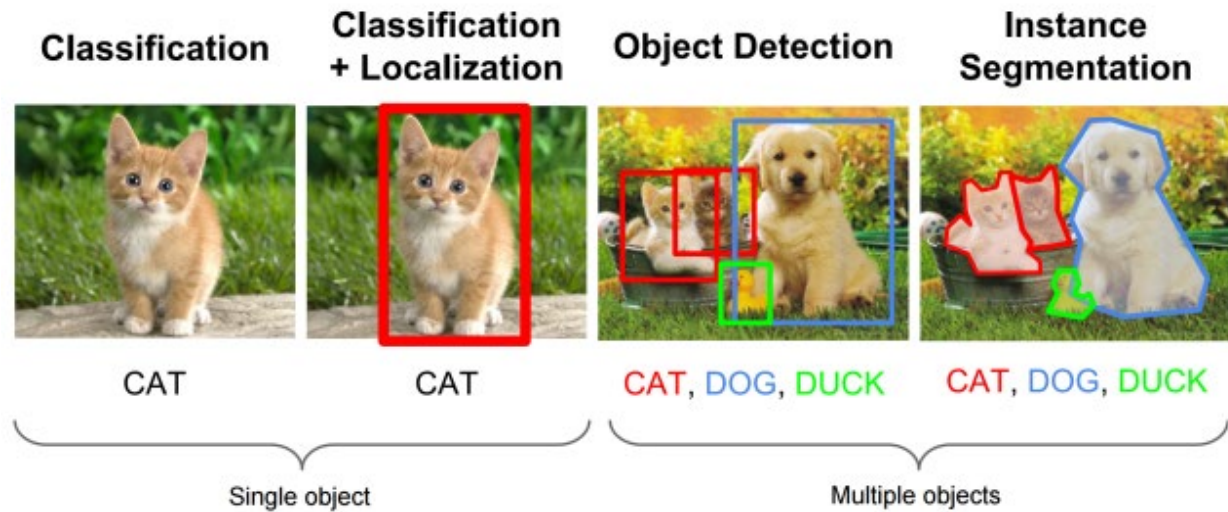 Classification
Classification
+ Localization
Object Detection
Instance
Segmentation
CAT
CAT
CAT, DOG, DUCK
CAT, DOG, DUCK
Single object
Multiple objects